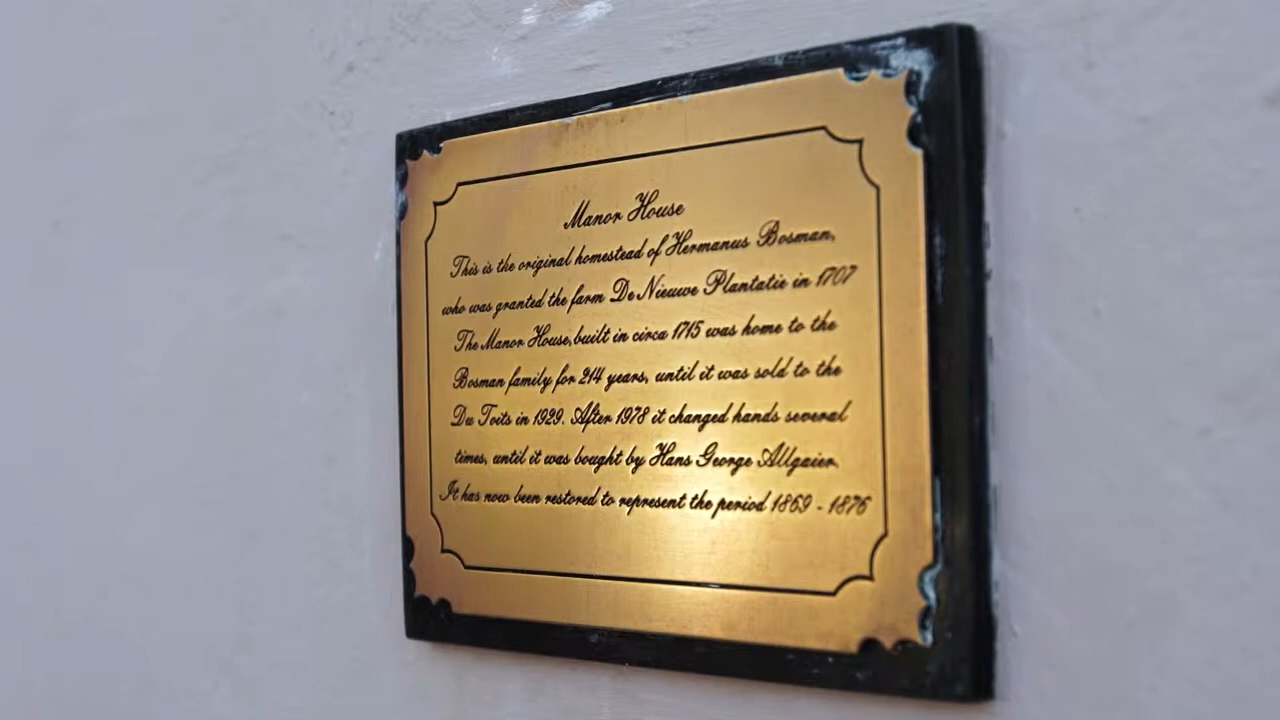 Manor House
This is the original homestead of Hermanus Bosman,
who was granted the farm De Nieuwe Plantatie in 1707
The Manor House, built in circa 1715 was home to the
Bosman family for 214 years, until it was sold to the
Du Toits in 1929. After 1978 it changed hands several
times, until it was bought by Hans George Allgaier.
It has now been restored to represent the period 1869 - 1876